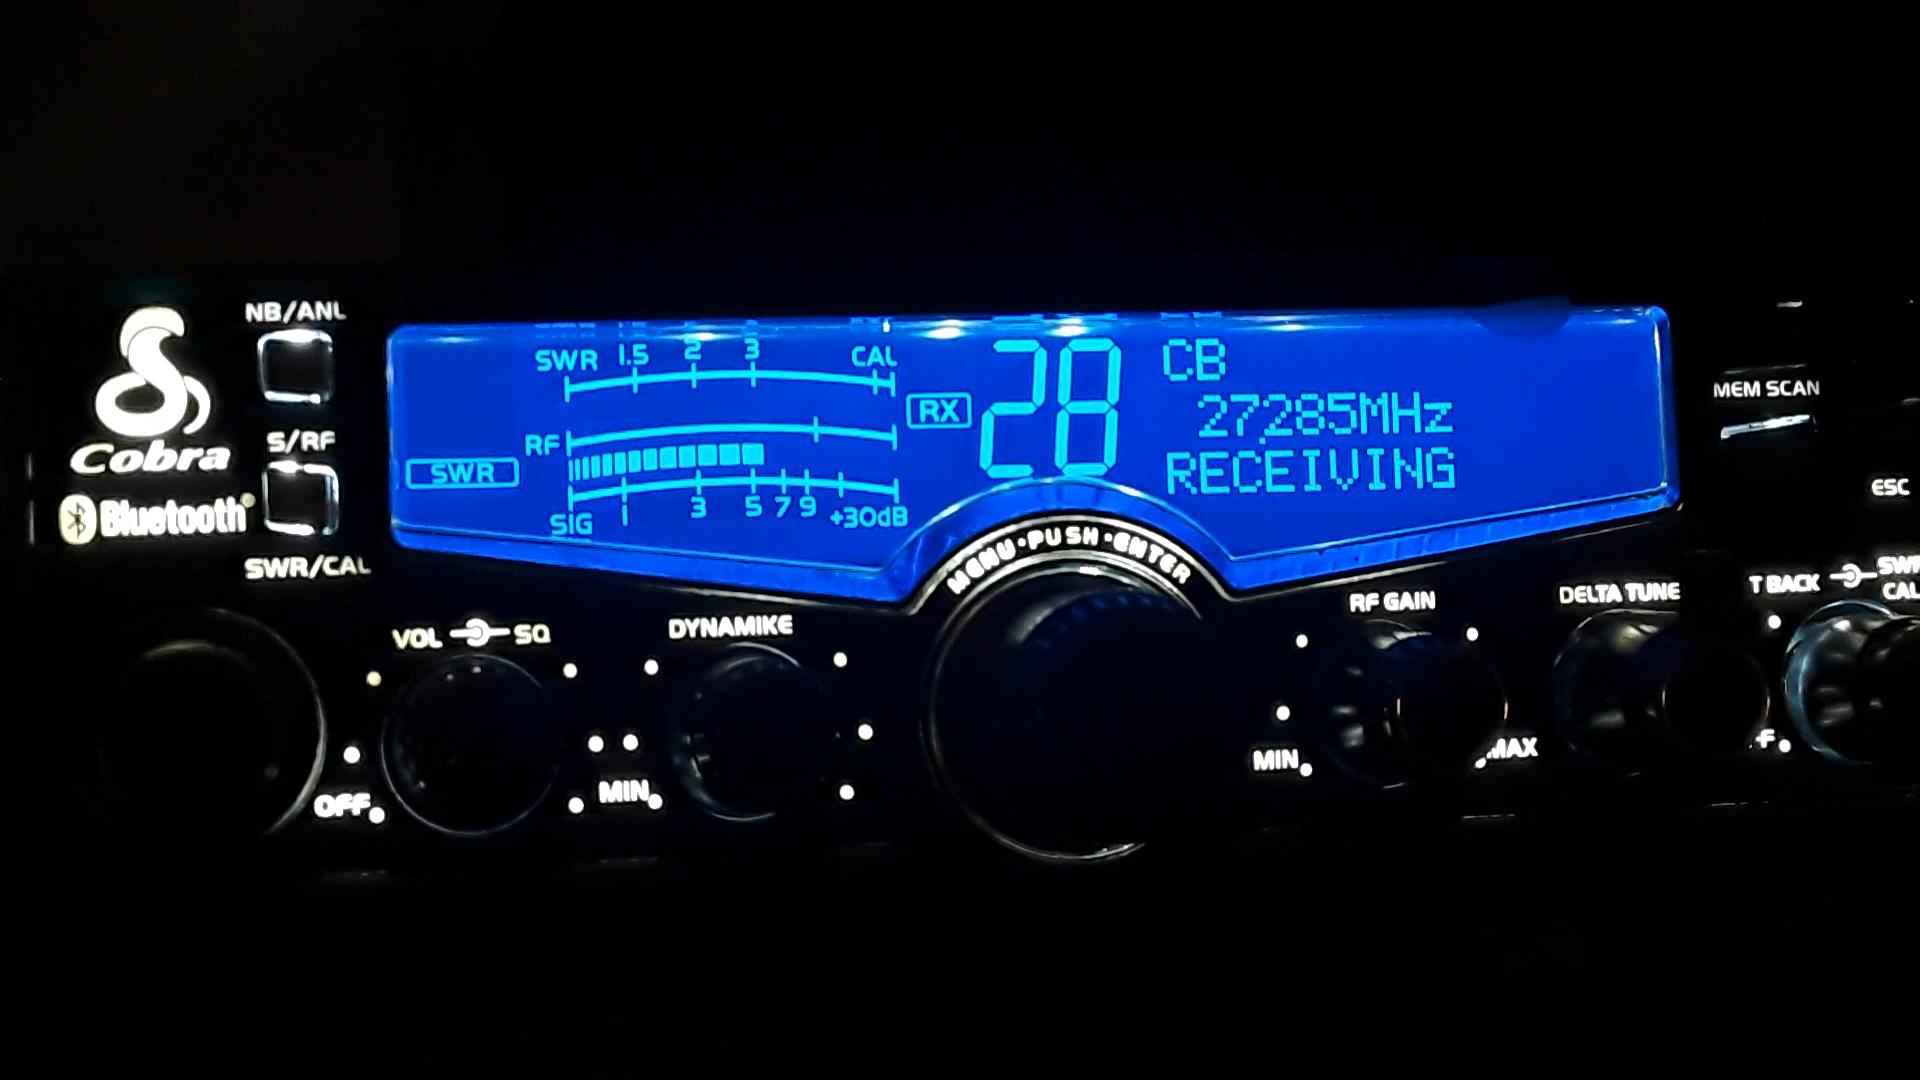 NB/ANL
S/RF
Cobra
Bluetooth
SWR/CAL
SWR 1.5 2 3 CAL
RF
SWR
SIG 1 3 5 7 9 +30dB
RX
28
CB
27.285MHz
RECEIVING
MENU•PUSH•ENTER
MEM SCAN
ESC
VOL SQ
OFF
DYNAMIKE
MIN
RF GAIN
MIN MAX
DELTA TUNE
T BACK SWR
CAL